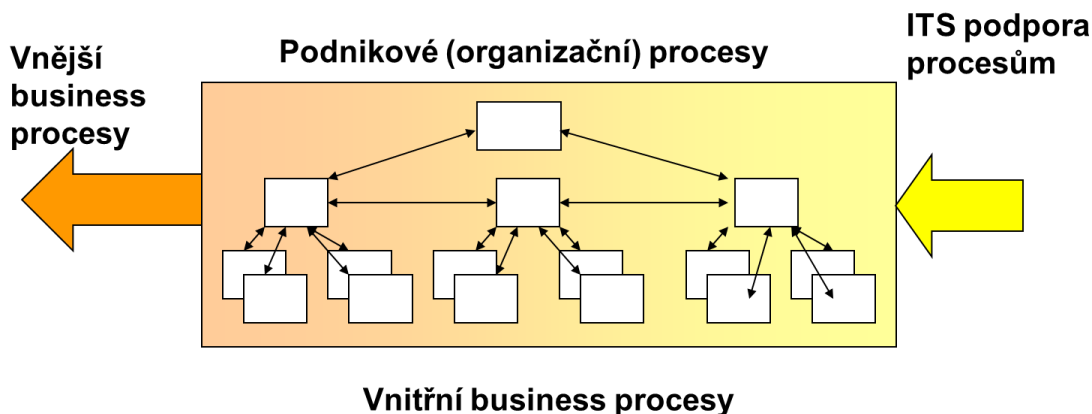 Vnější
business
procesy
Podnikové (organizační) procesy
ITS podpora
procesům
Vnitřní business procesy